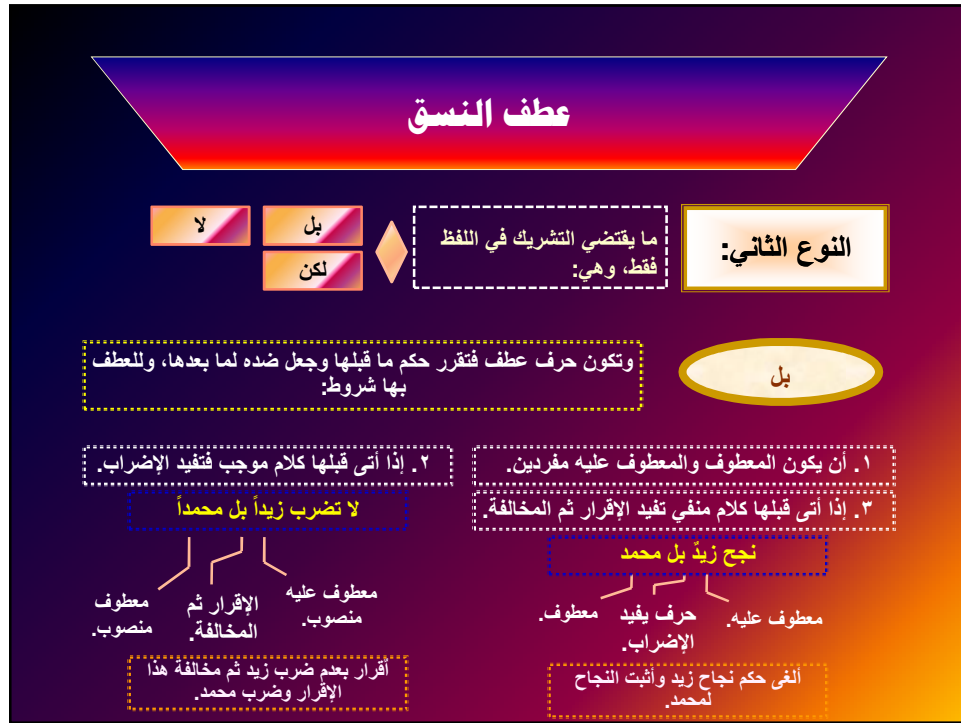 عطف النسق
النوع الثاني:
ما يقتضي التشريك في اللفظ
فقط، وهي:
بل
لا
لكن
بل
وتكون حرف عطف فتقرر حكم ما قبلها وجعل ضده لما بعدها، وللعطف
بها شروط:
١. أن يكون المعطوف والمعطوف عليه مفردين.
٢. إذا أتى قبلها كلام موجب فتفيد الإضراب.
٣. إذا أتى قبلها كلام منفي تفيد الإقرار ثم المخالفة.
نجح زيدٌ بل محمد
معطوف عليه.
حرف يفيد
الإضراب.
معطوف.
ألغى حكم نجاح زيد وأثبت النجاح
لمحمد.
لا تضرب زيداً بل محمداً
معطوف عليه
منصوب.
الإقرار ثم
المخالفة.
معطوف
منصوب.
أقرار بعدم ضرب زيد ثم مخالفة هذا
الإقرار وضرب محمد.